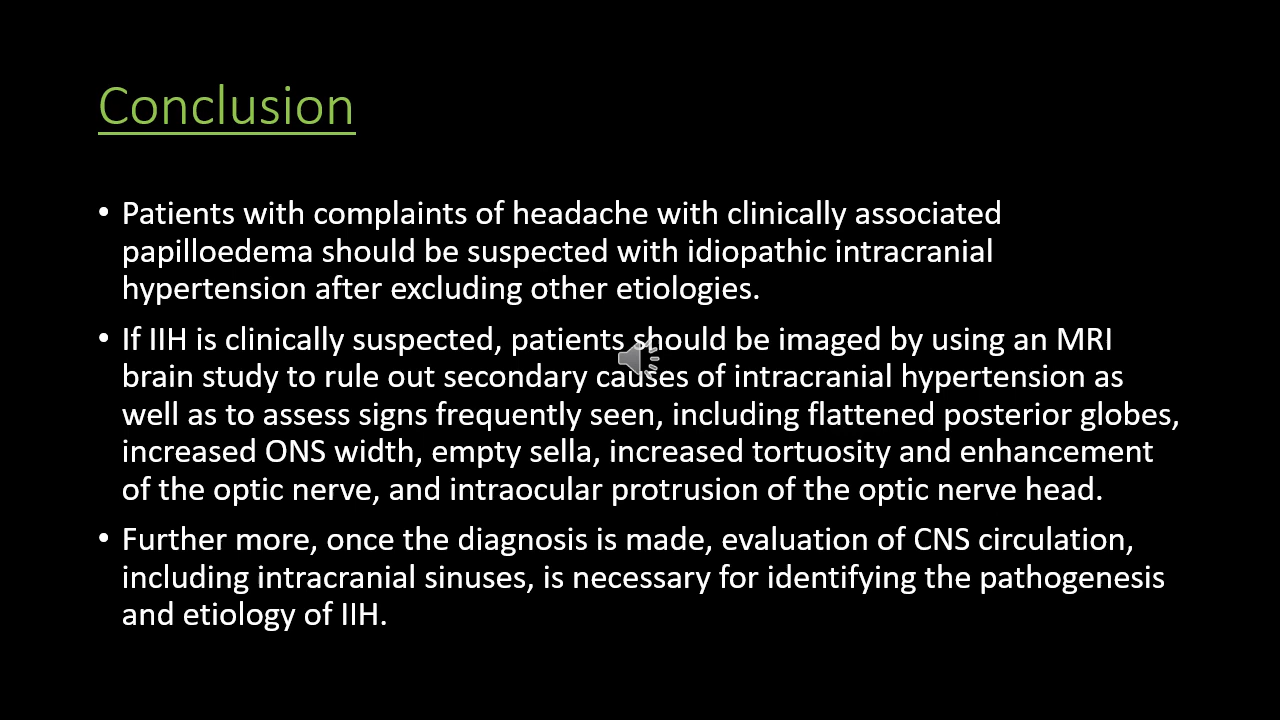 Conclusion
• Patients with complaints of headache with clinically associated
papilloedema should be suspected with idiopathic intracranial
hypertension after excluding other etiologies.
• If IIH is clinically suspected, patients should be imaged by using an MRI
brain study to rule out secondary causes of intracranial hypertension as
well as to assess signs frequently seen, including flattened posterior globes,
increased ONS width, empty sella, increased tortuosity and enhancement
of the optic nerve, and intraocular protrusion of the optic nerve head.
• Further more, once the diagnosis is made, evaluation of CNS circulation,
including intracranial sinuses, is necessary for identifying the pathogenesis
and etiology of IIH.